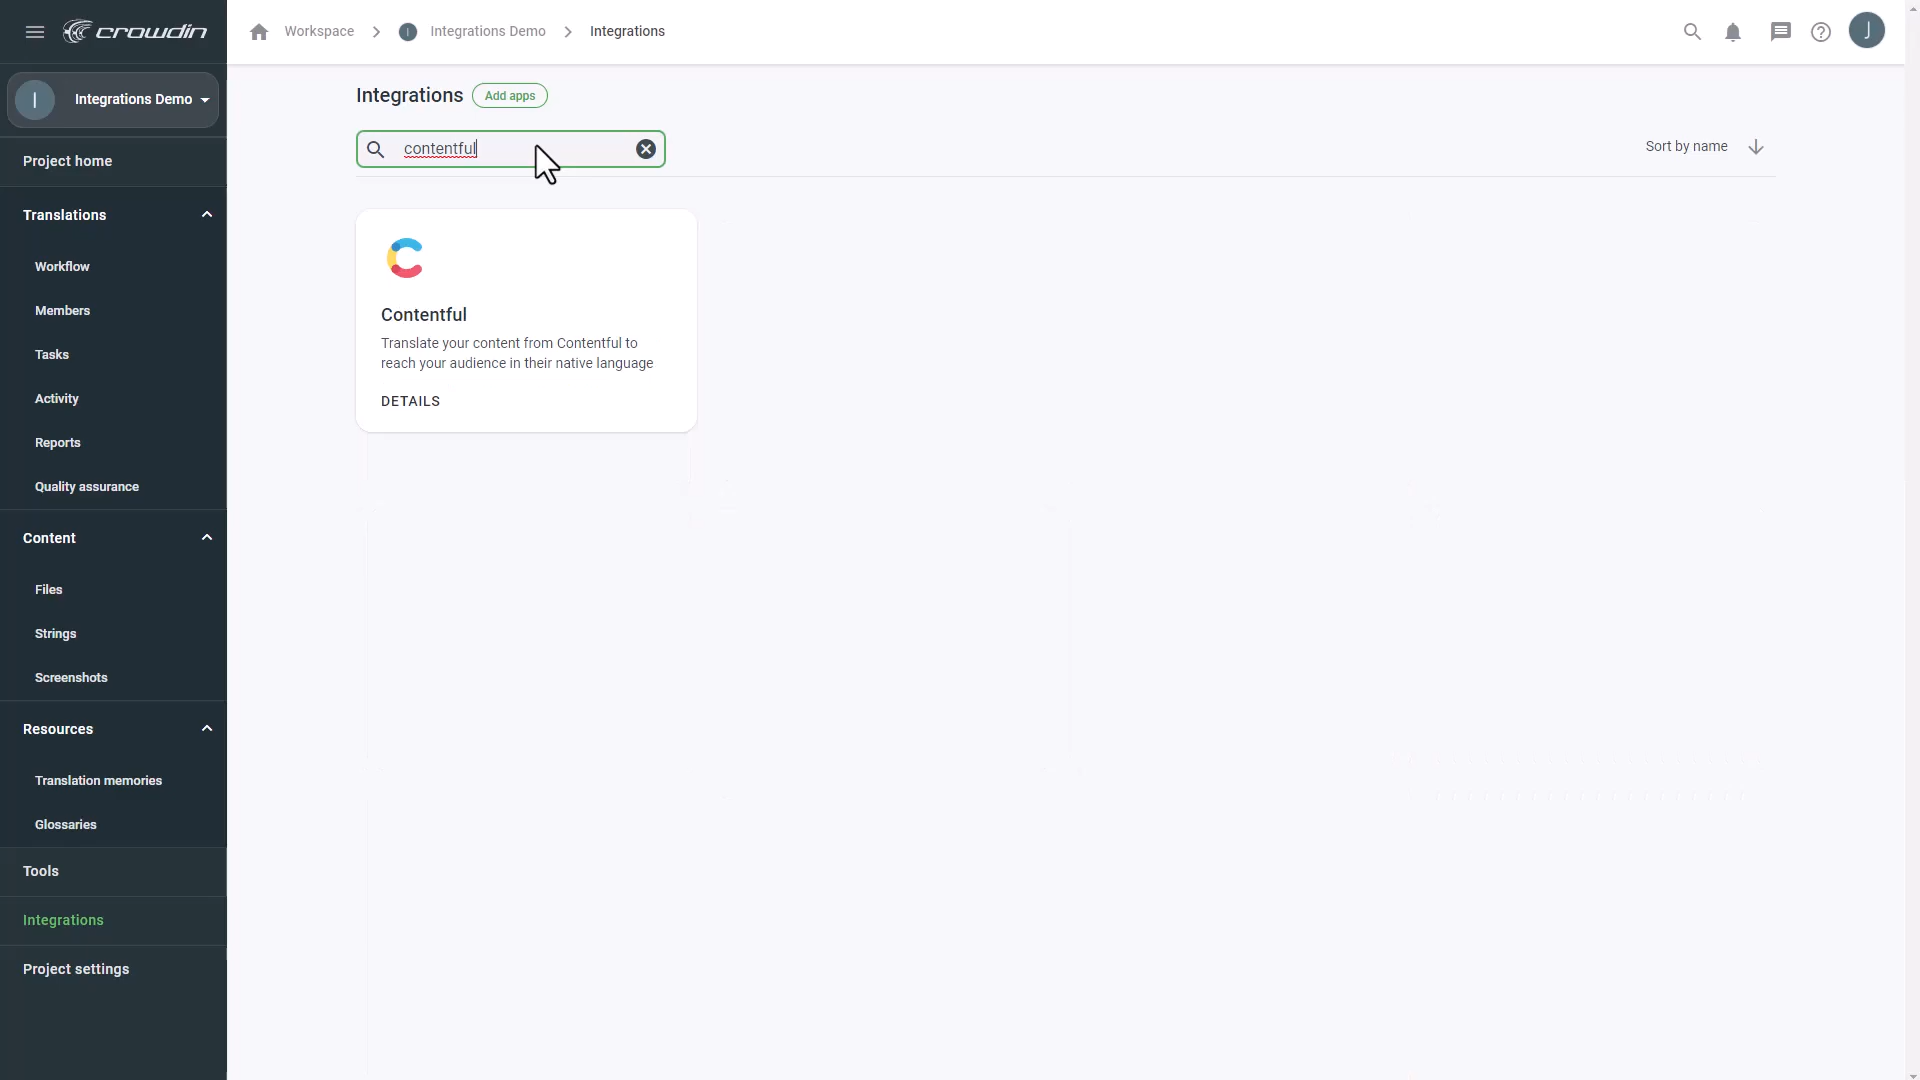 crowdin
Workspace
I
Integrations Demo
Integrations
J
I
Integrations Demo
Project home
Translations
Workflow
Members
Tasks
Activity
Reports
Quality assurance
Content
Files
Strings
Screenshots
Resources
Translation memories
Glossaries
Tools
Integrations
Project settings
Integrations
Add apps
contentful
Sort by name
Contentful
Translate your content from Contentful to
reach your audience in their native language
DETAILS